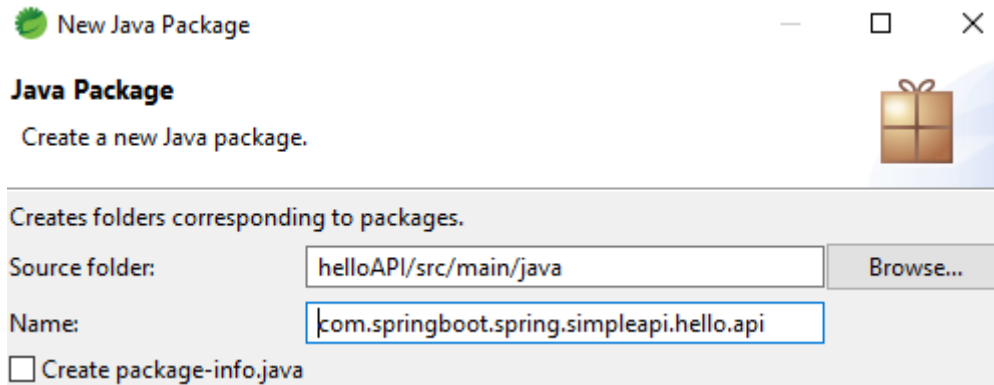 New Java Package
Java Package
Create a new Java package.
Creates folders corresponding to packages.
Source folder: helloAPI/src/main/java Browse...
Name: com.springboot.spring.simpleapi.hello.api
Create package-info.java